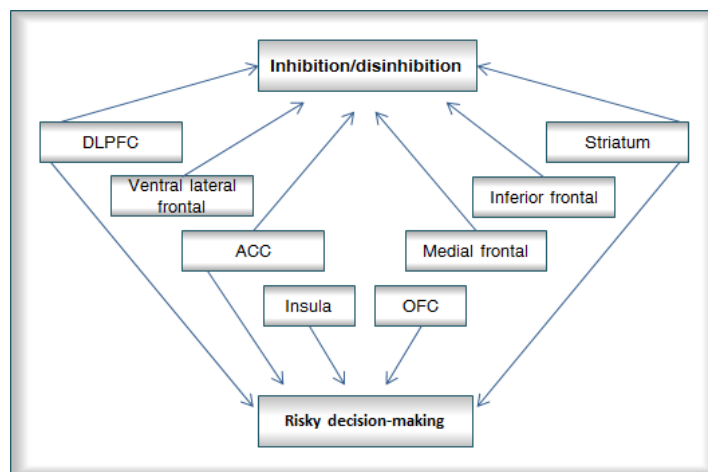 Inhibition/disinhibition
DLPFC
Striatum
Ventral lateral
frontal
Inferior frontal
ACC
Medial frontal
Insula
OFC
Risky decision-making